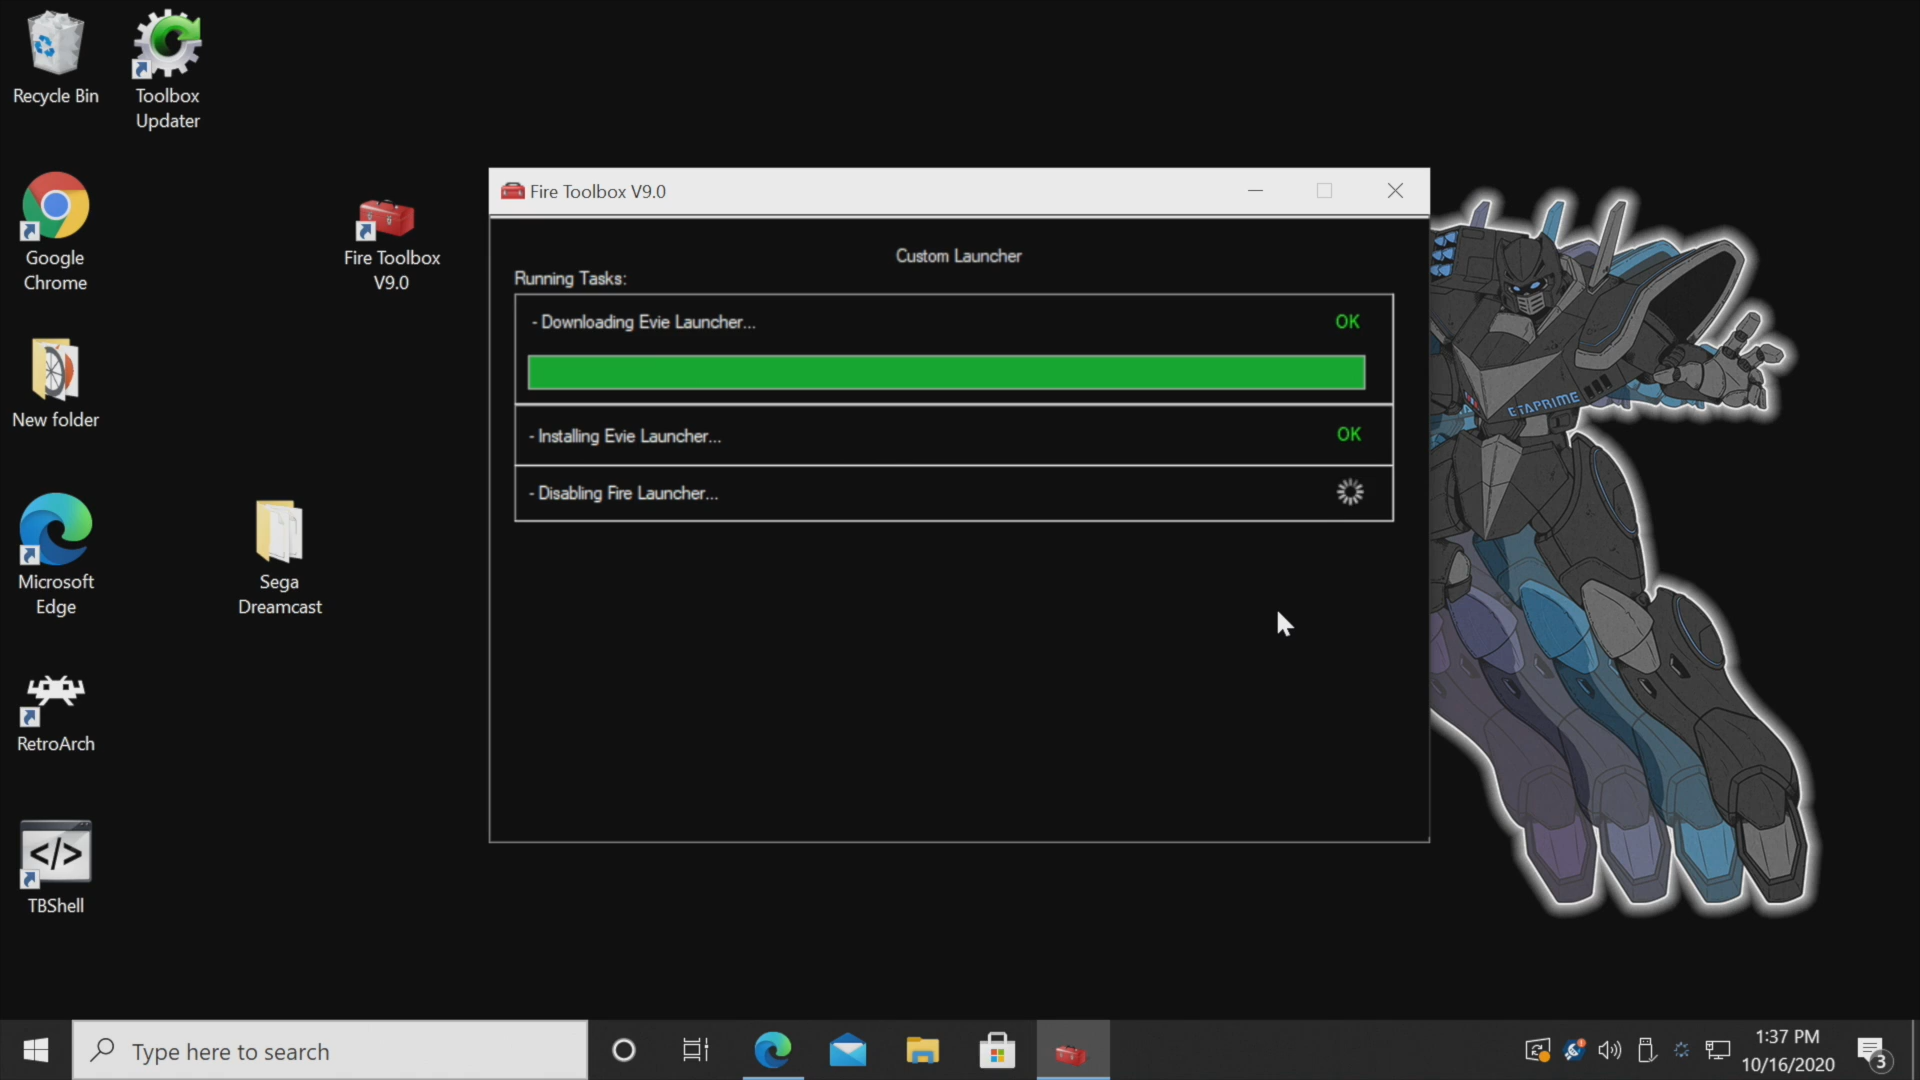 Recycle Bin
Toolbox
Updater
Google
Chrome
Fire Toolbox
V9.0
New folder
Microsoft
Edge
Sega
Dreamcast
RetroArch
</>
TBShell
Fire Toolbox V9.0
Custom Launcher
Running Tasks:
- Downloading Evie Launcher...
OK
- Installing Evie Launcher...
OK
- Disabling Fire Launcher...
ETAPRIME
Type here to search
1:37 PM
10/16/2020
3